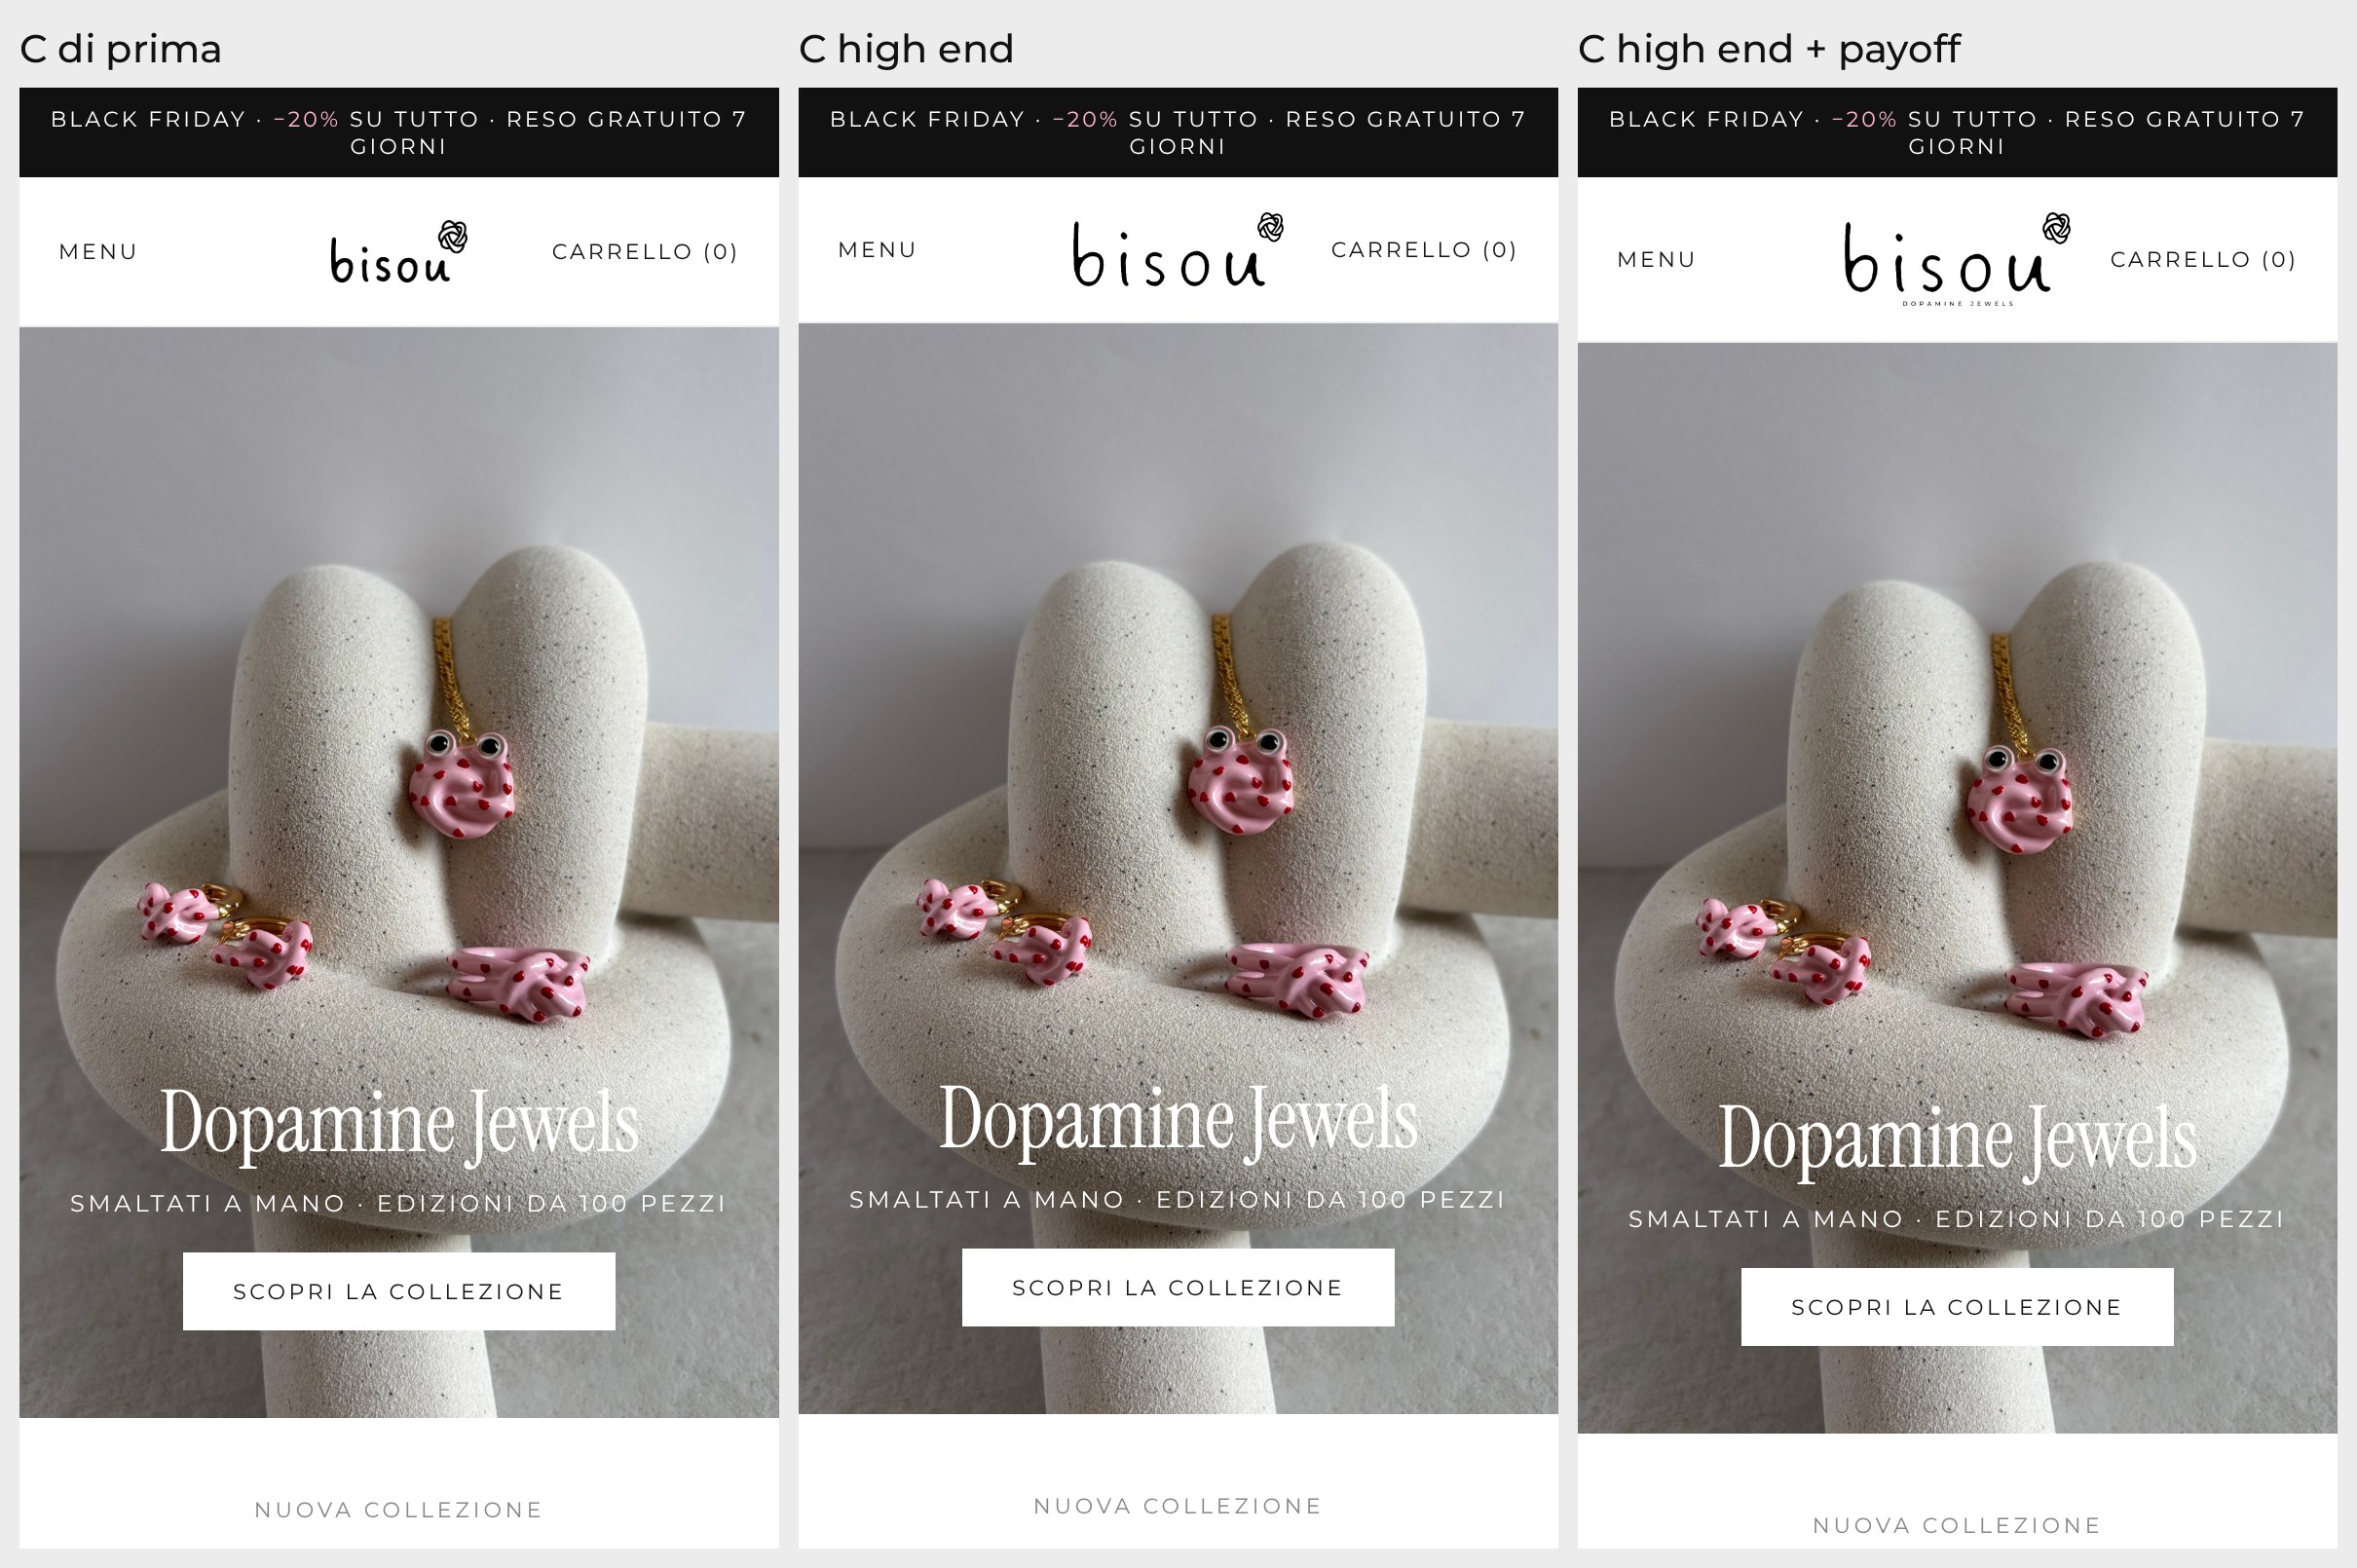 C di prima
BLACK FRIDAY · −20% SU TUTTO · RESO GRATUITO 7
GIORNI
MENU
bisou
CARRELLO (0)
Dopamine Jewels
SMALTATI A MANO · EDIZIONI DA 100 PEZZI
SCOPRI LA COLLEZIONE
NUOVA COLLEZIONE
C high end
BLACK FRIDAY · −20% SU TUTTO · RESO GRATUITO 7
GIORNI
MENU
bisou
CARRELLO (0)
Dopamine Jewels
SMALTATI A MANO · EDIZIONI DA 100 PEZZI
SCOPRI LA COLLEZIONE
NUOVA COLLEZIONE
C high end + payoff
BLACK FRIDAY · −20% SU TUTTO · RESO GRATUITO 7
GIORNI
MENU
bisou
DOPAMINE JEWELS
CARRELLO (0)
Dopamine Jewels
SMALTATI A MANO · EDIZIONI DA 100 PEZZI
SCOPRI LA COLLEZIONE
NUOVA COLLEZIONE